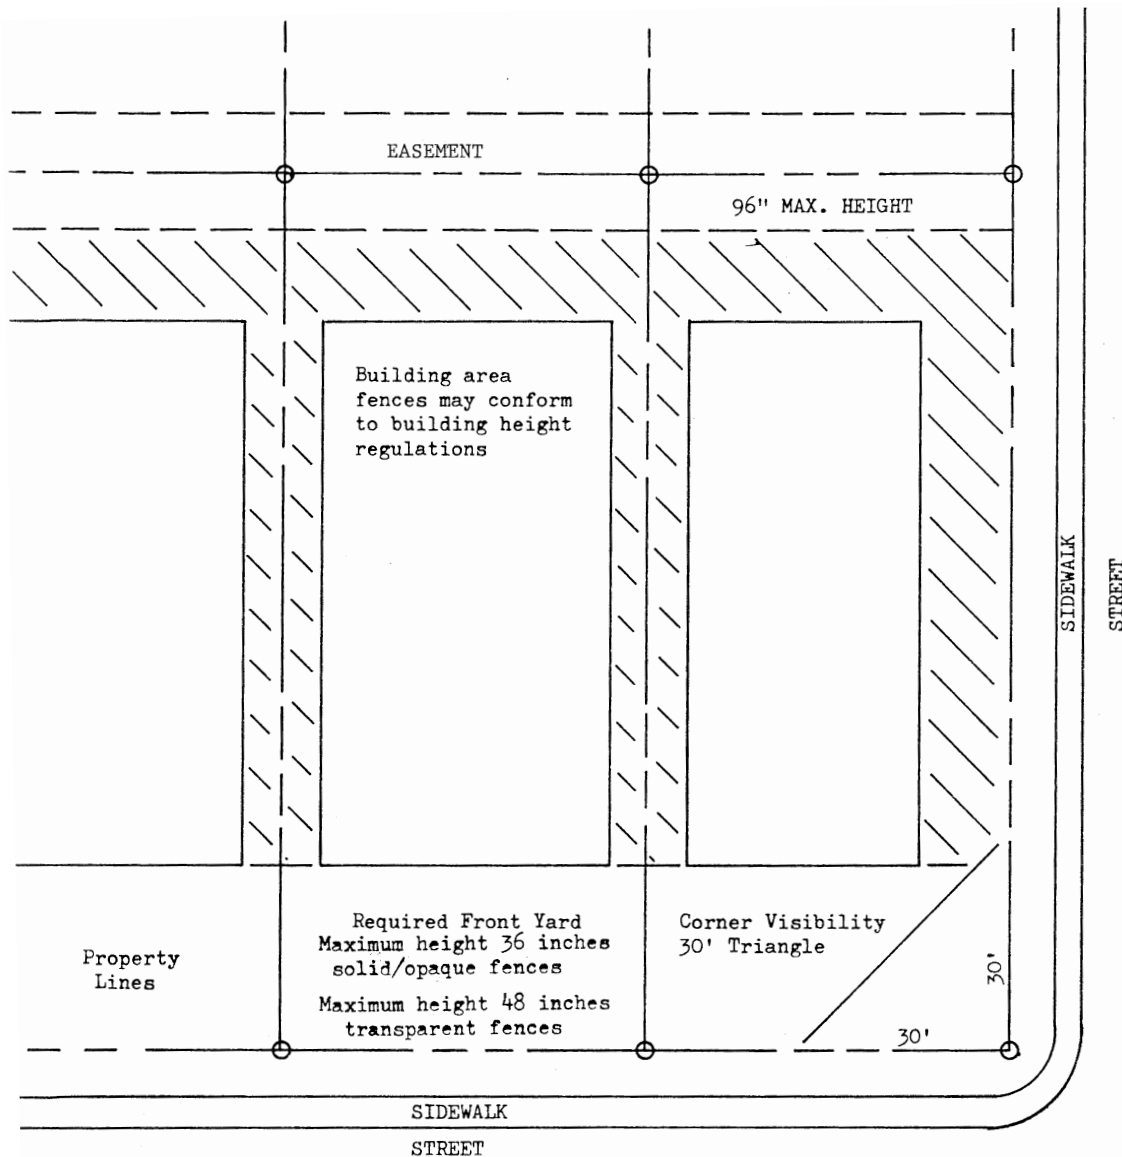 EASEMENT
96" MAX. HEIGHT
Building area
fences may conform
to building height
regulations
SIDEWALK
STREET
Required Front Yard
Maximum height 36 inches
solid/opaque fences
Maximum height 48 inches
transparent fences
Corner Visibility
30' Triangle
Property
Lines
30'
30'
SIDEWALK
STREET